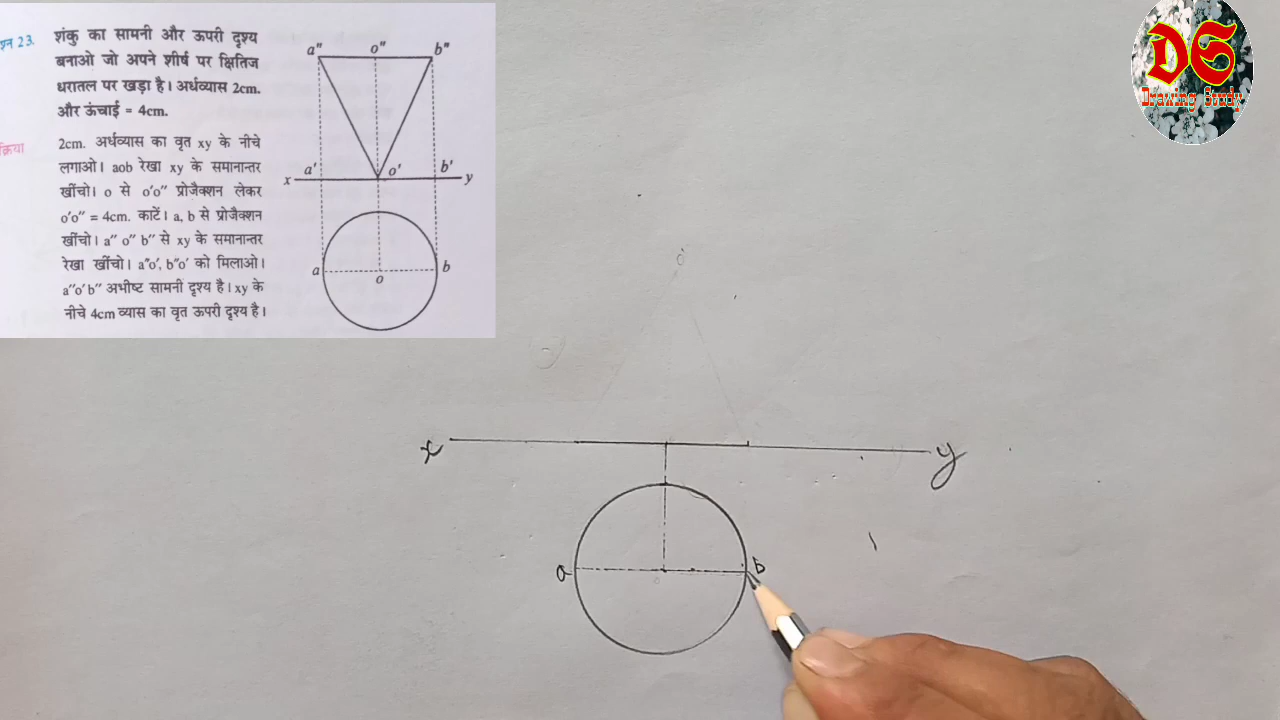 प्रश्न 23.
शंकु का सामनी और ऊपरी दृश्य
बनाओ जो अपने शीर्ष पर क्षितिज
धरातल पर खड़ा है। अर्धव्यास 2cm.
और ऊंचाई = 4cm.
क्रिया
2cm. अर्धव्यास का वृत xy के नीचे
लगाओ। aob रेखा xy के समानान्तर
खींचो। o से o'o" प्रोजैक्शन लेकर
o'o" = 4cm. काटें। a, b से प्रोजैक्शन
खींचो। a" o" b" से xy के समानान्तर
रेखा खींचो। a"o', b"o' को मिलाओ।
a"o'b" अभीष्ट सामनी दृश्य है। xy के
नीचे 4cm व्यास का वृत ऊपरी दृश्य है।
a" o" b"
x a' o' b' y
a o b
DS
Drawing Study
x y
a b